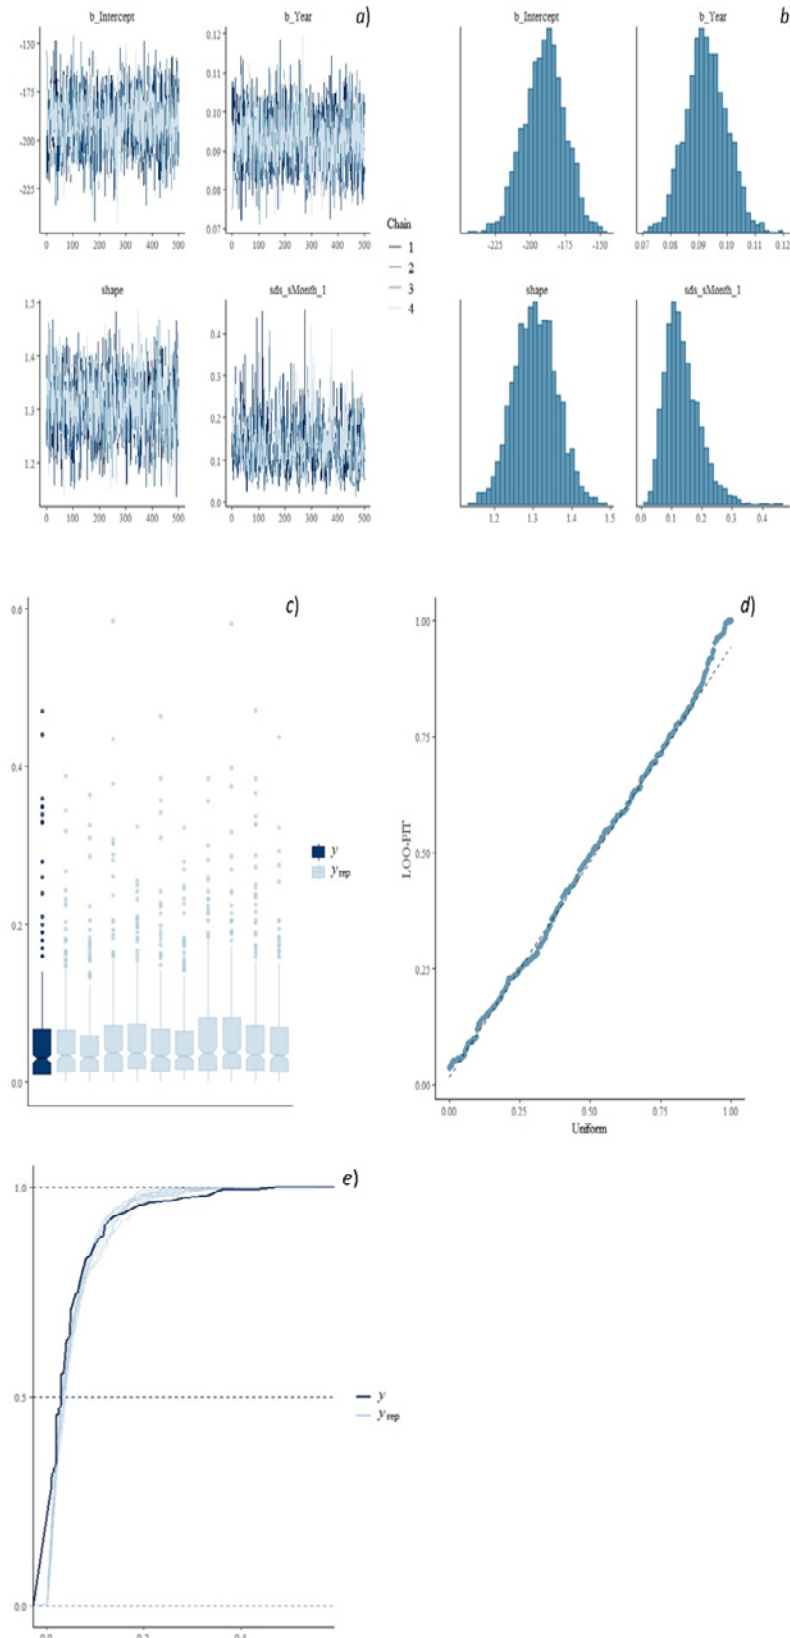 b_Intercept b_Year a)
-150
-175
-200
-225
0 100 200 300 400 500
0.12
0.11
0.10
0.09
0.08
0.07
0 100 200 300 400 500
Chain
1
2
3
4
shape sds_sMonth_1
1.5
1.4
1.3
1.2
0 100 200 300 400 500
0.4
0.3
0.2
0.1
0.0
0 100 200 300 400 500
b_Intercept b_Year b
-225 -200 -175 -150
0.07 0.08 0.09 0.10 0.11 0.12
shape sds_sMonth_1
1.2 1.3 1.4 1.5
0.0 0.1 0.2 0.3 0.4
c)
0.6
0.4
0.2
0.0
y
y rep
d)
1.00
0.75
0.50
0.25
0.00
LOO-PIT
0.00 0.25 0.50 0.75 1.00
Uniform
e)
1.0
0.5
0.0
y
y rep